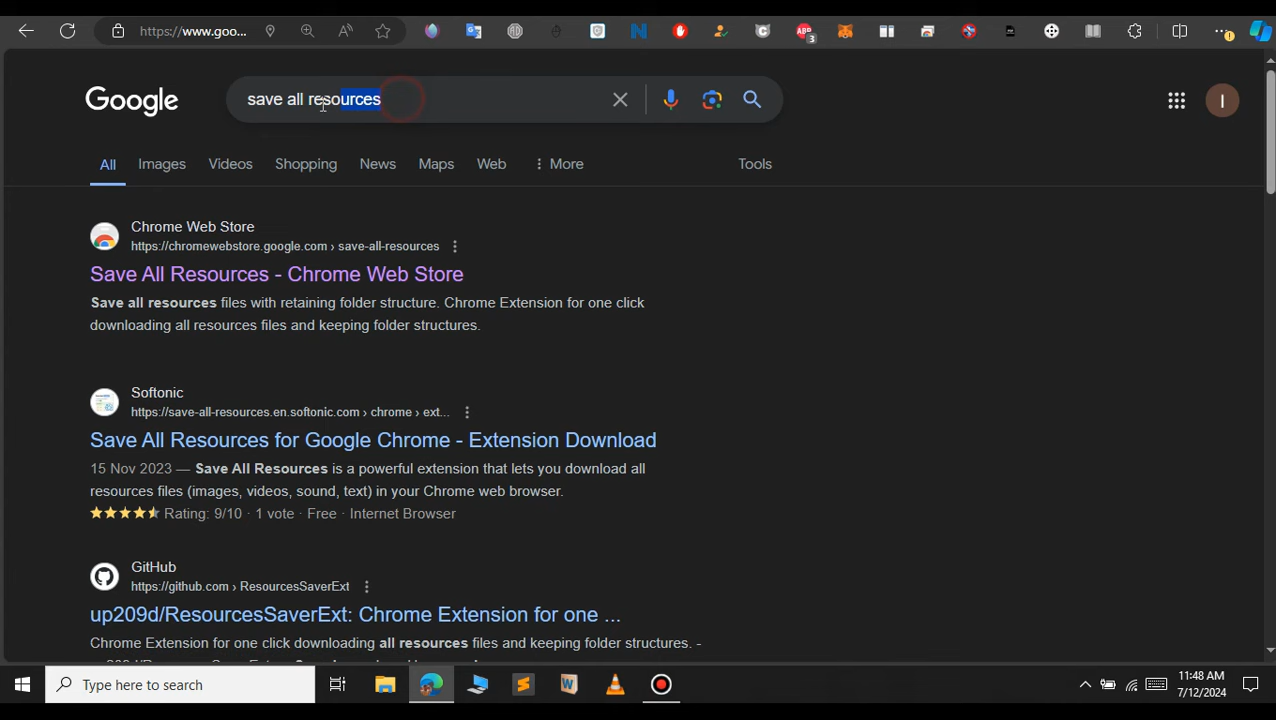 https://www.goo...
ABP
3
Google
save all resources
I
All
Images
Videos
Shopping
News
Maps
Web
More
Tools
Chrome Web Store
https://chromewebstore.google.com › save-all-resources
Save All Resources - Chrome Web Store
Save all resources files with retaining folder structure. Chrome Extension for one click
downloading all resources files and keeping folder structures.
Softonic
https://save-all-resources.en.softonic.com › chrome › ext...
Save All Resources for Google Chrome - Extension Download
15 Nov 2023 — Save All Resources is a powerful extension that lets you download all
resources files (images, videos, sound, text) in your Chrome web browser.
Rating: 9/10 · 1 vote · Free · Internet Browser
GitHub
https://github.com › ResourcesSaverExt
up209d/ResourcesSaverExt: Chrome Extension for one ...
Chrome Extension for one click downloading all resources files and keeping folder structures. -
Type here to search
11:48 AM
7/12/2024